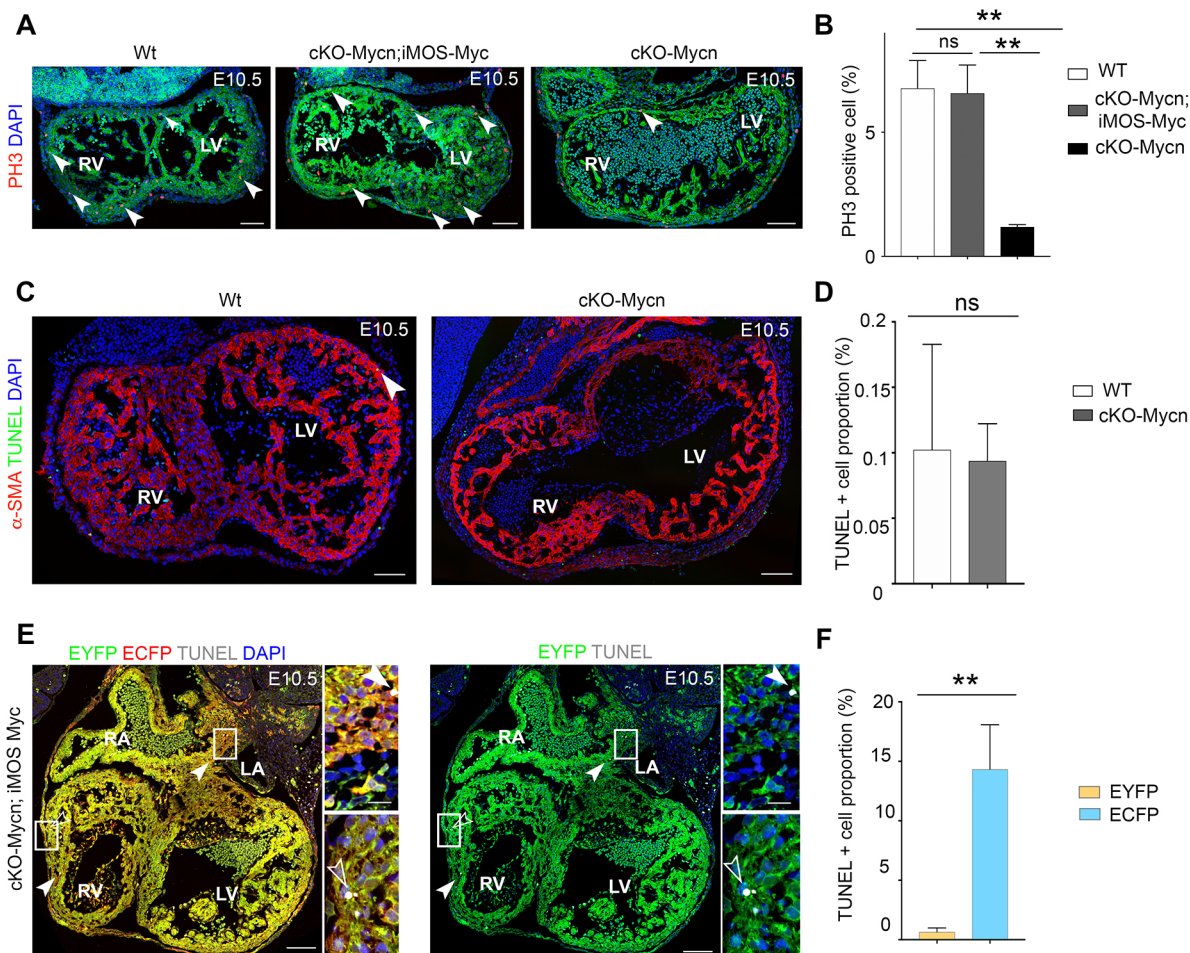 A
Wt
cKO-Mycn;iMOS-Myc
cKO-Mycn
PH3 DAPI
E10.5
RV
LV
E10.5
RV
LV
E10.5
RV
LV
B
**
ns
**
PH3 positive cell (%)
5
0
WT
cKO-Mycn;
iMOS-Myc
cKO-Mycn
C
Wt
cKO-Mycn
α-SMA TUNEL DAPI
E10.5
LV
RV
E10.5
LV
RV
D
ns
TUNEL + cell proportion (%)
0.2
0.15
0.1
0.05
0
WT
cKO-Mycn
E
EYFP ECFP TUNEL DAPI
EYFP TUNEL
cKO-Mycn; iMOS Myc
E10.5
RA
LA
RV
LV
E10.5
RA
LA
RV
LV
F
**
TUNEL + cell proportion (%)
20
15
10
5
0
EYFP
ECFP